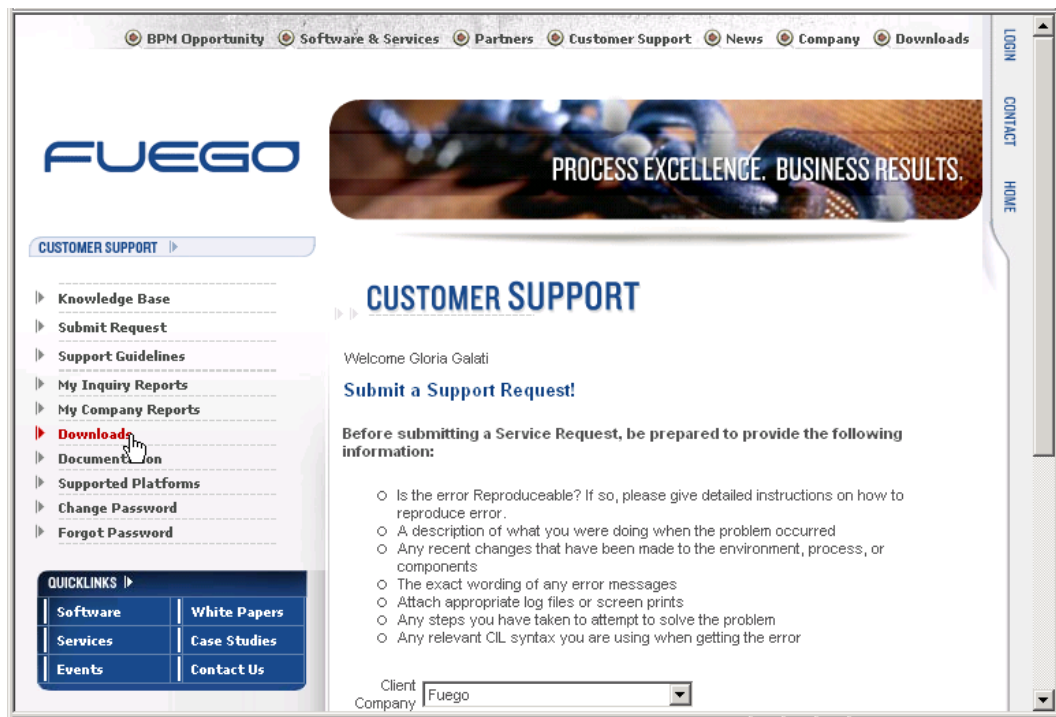 BPM Opportunity Software & Services Partners Customer Support News Company Downloads
LOGIN
CONTACT
HOME
FUEGO
PROCESS EXCELLENCE. BUSINESS RESULTS.
CUSTOMER SUPPORT
Knowledge Base
Submit Request
Support Guidelines
My Inquiry Reports
My Company Reports
Downloads
Documentation
Supported Platforms
Change Password
Forgot Password
QUICKLINKS
Software White Papers
Services Case Studies
Events Contact Us
CUSTOMER SUPPORT
Welcome Gloria Galati
Submit a Support Request!
Before submitting a Service Request, be prepared to provide the following
information:
Is the error Reproduceable? If so, please give detailed instructions on how to
reproduce error.
A description of what you were doing when the problem occurred
Any recent changes that have been made to the environment, process, or
components
The exact wording of any error messages
Attach appropriate log files or screen prints
Any steps you have taken to attempt to solve the problem
Any relevant CIL syntax you are using when getting the error
Client
Company Fuego